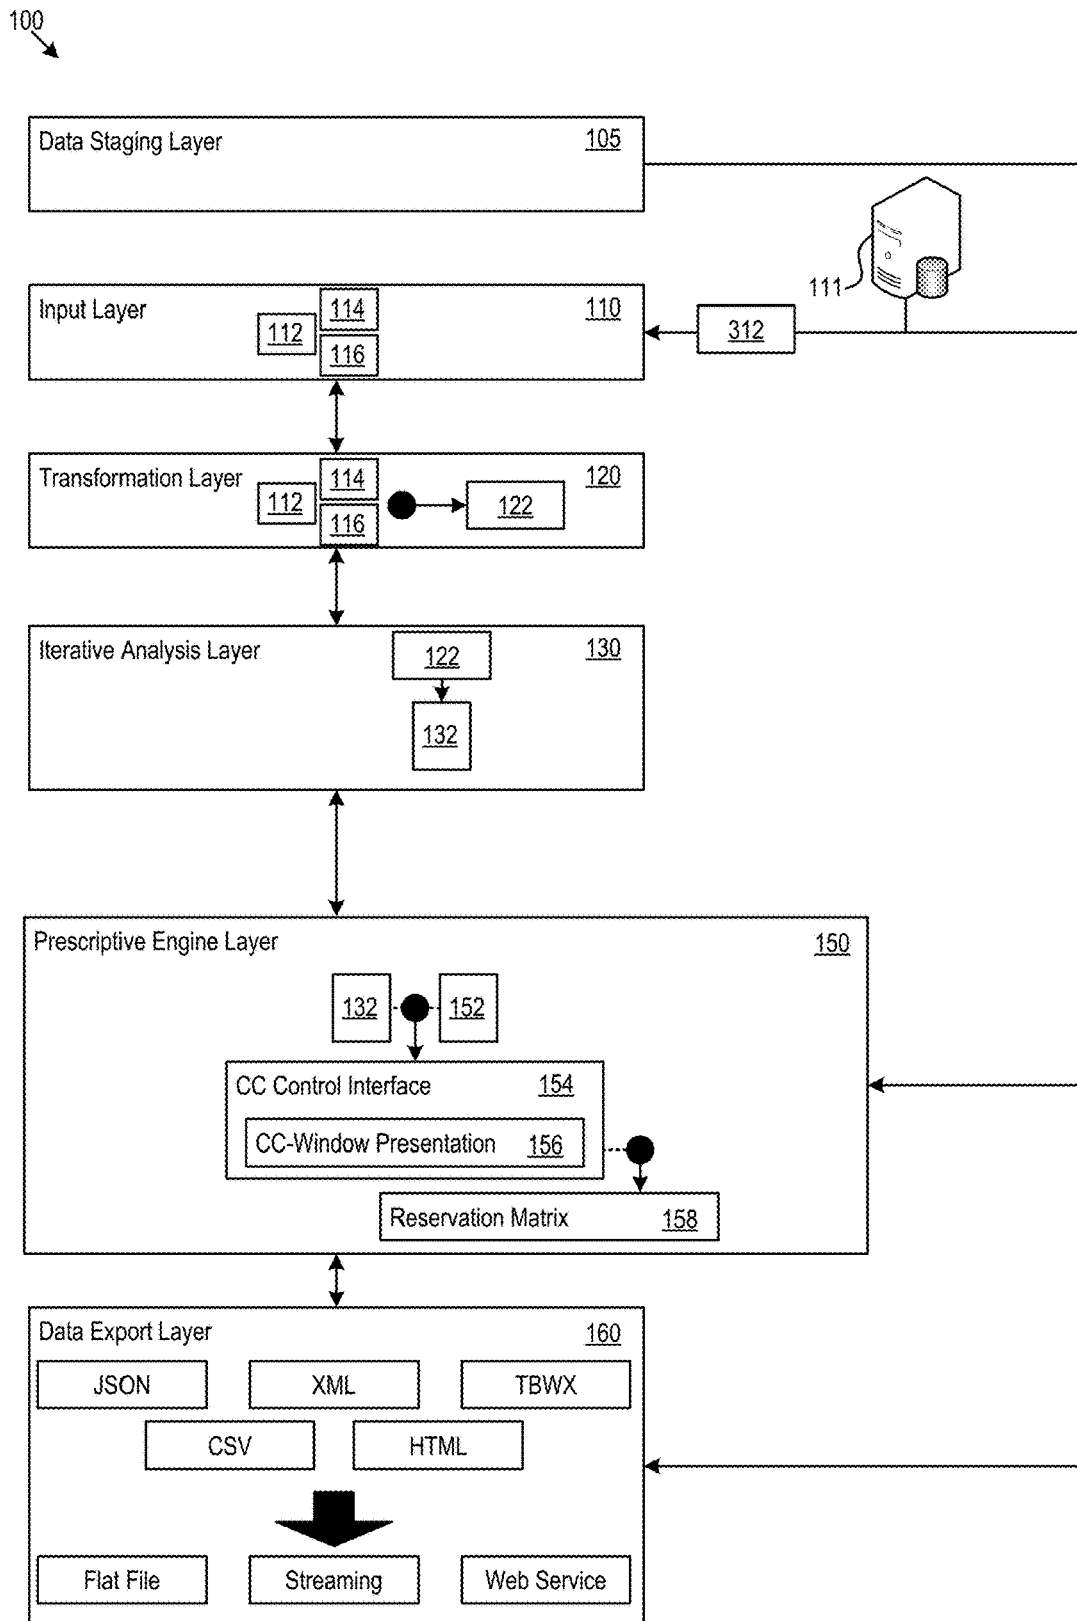 100
Data Staging Layer 105
111
Input Layer 110
114
112
116
312
Transformation Layer 120
114
112
116
122
Iterative Analysis Layer 130
122
132
Prescriptive Engine Layer 150
132 152
CC Control Interface 154
CC-Window Presentation 156
Reservation Matrix 158
Data Export Layer 160
JSON XML TBWX
CSV HTML
Flat File Streaming Web Service